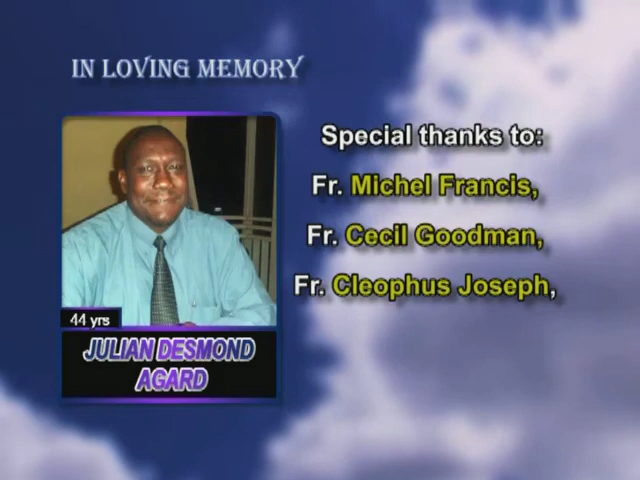 IN LOVING MEMORY
Special thanks to:
Fr. Michel Francis,
Fr. Cecil Goodman,
Fr. Cleophus Joseph,
44 yrs
JULIAN DESMOND
AGARD